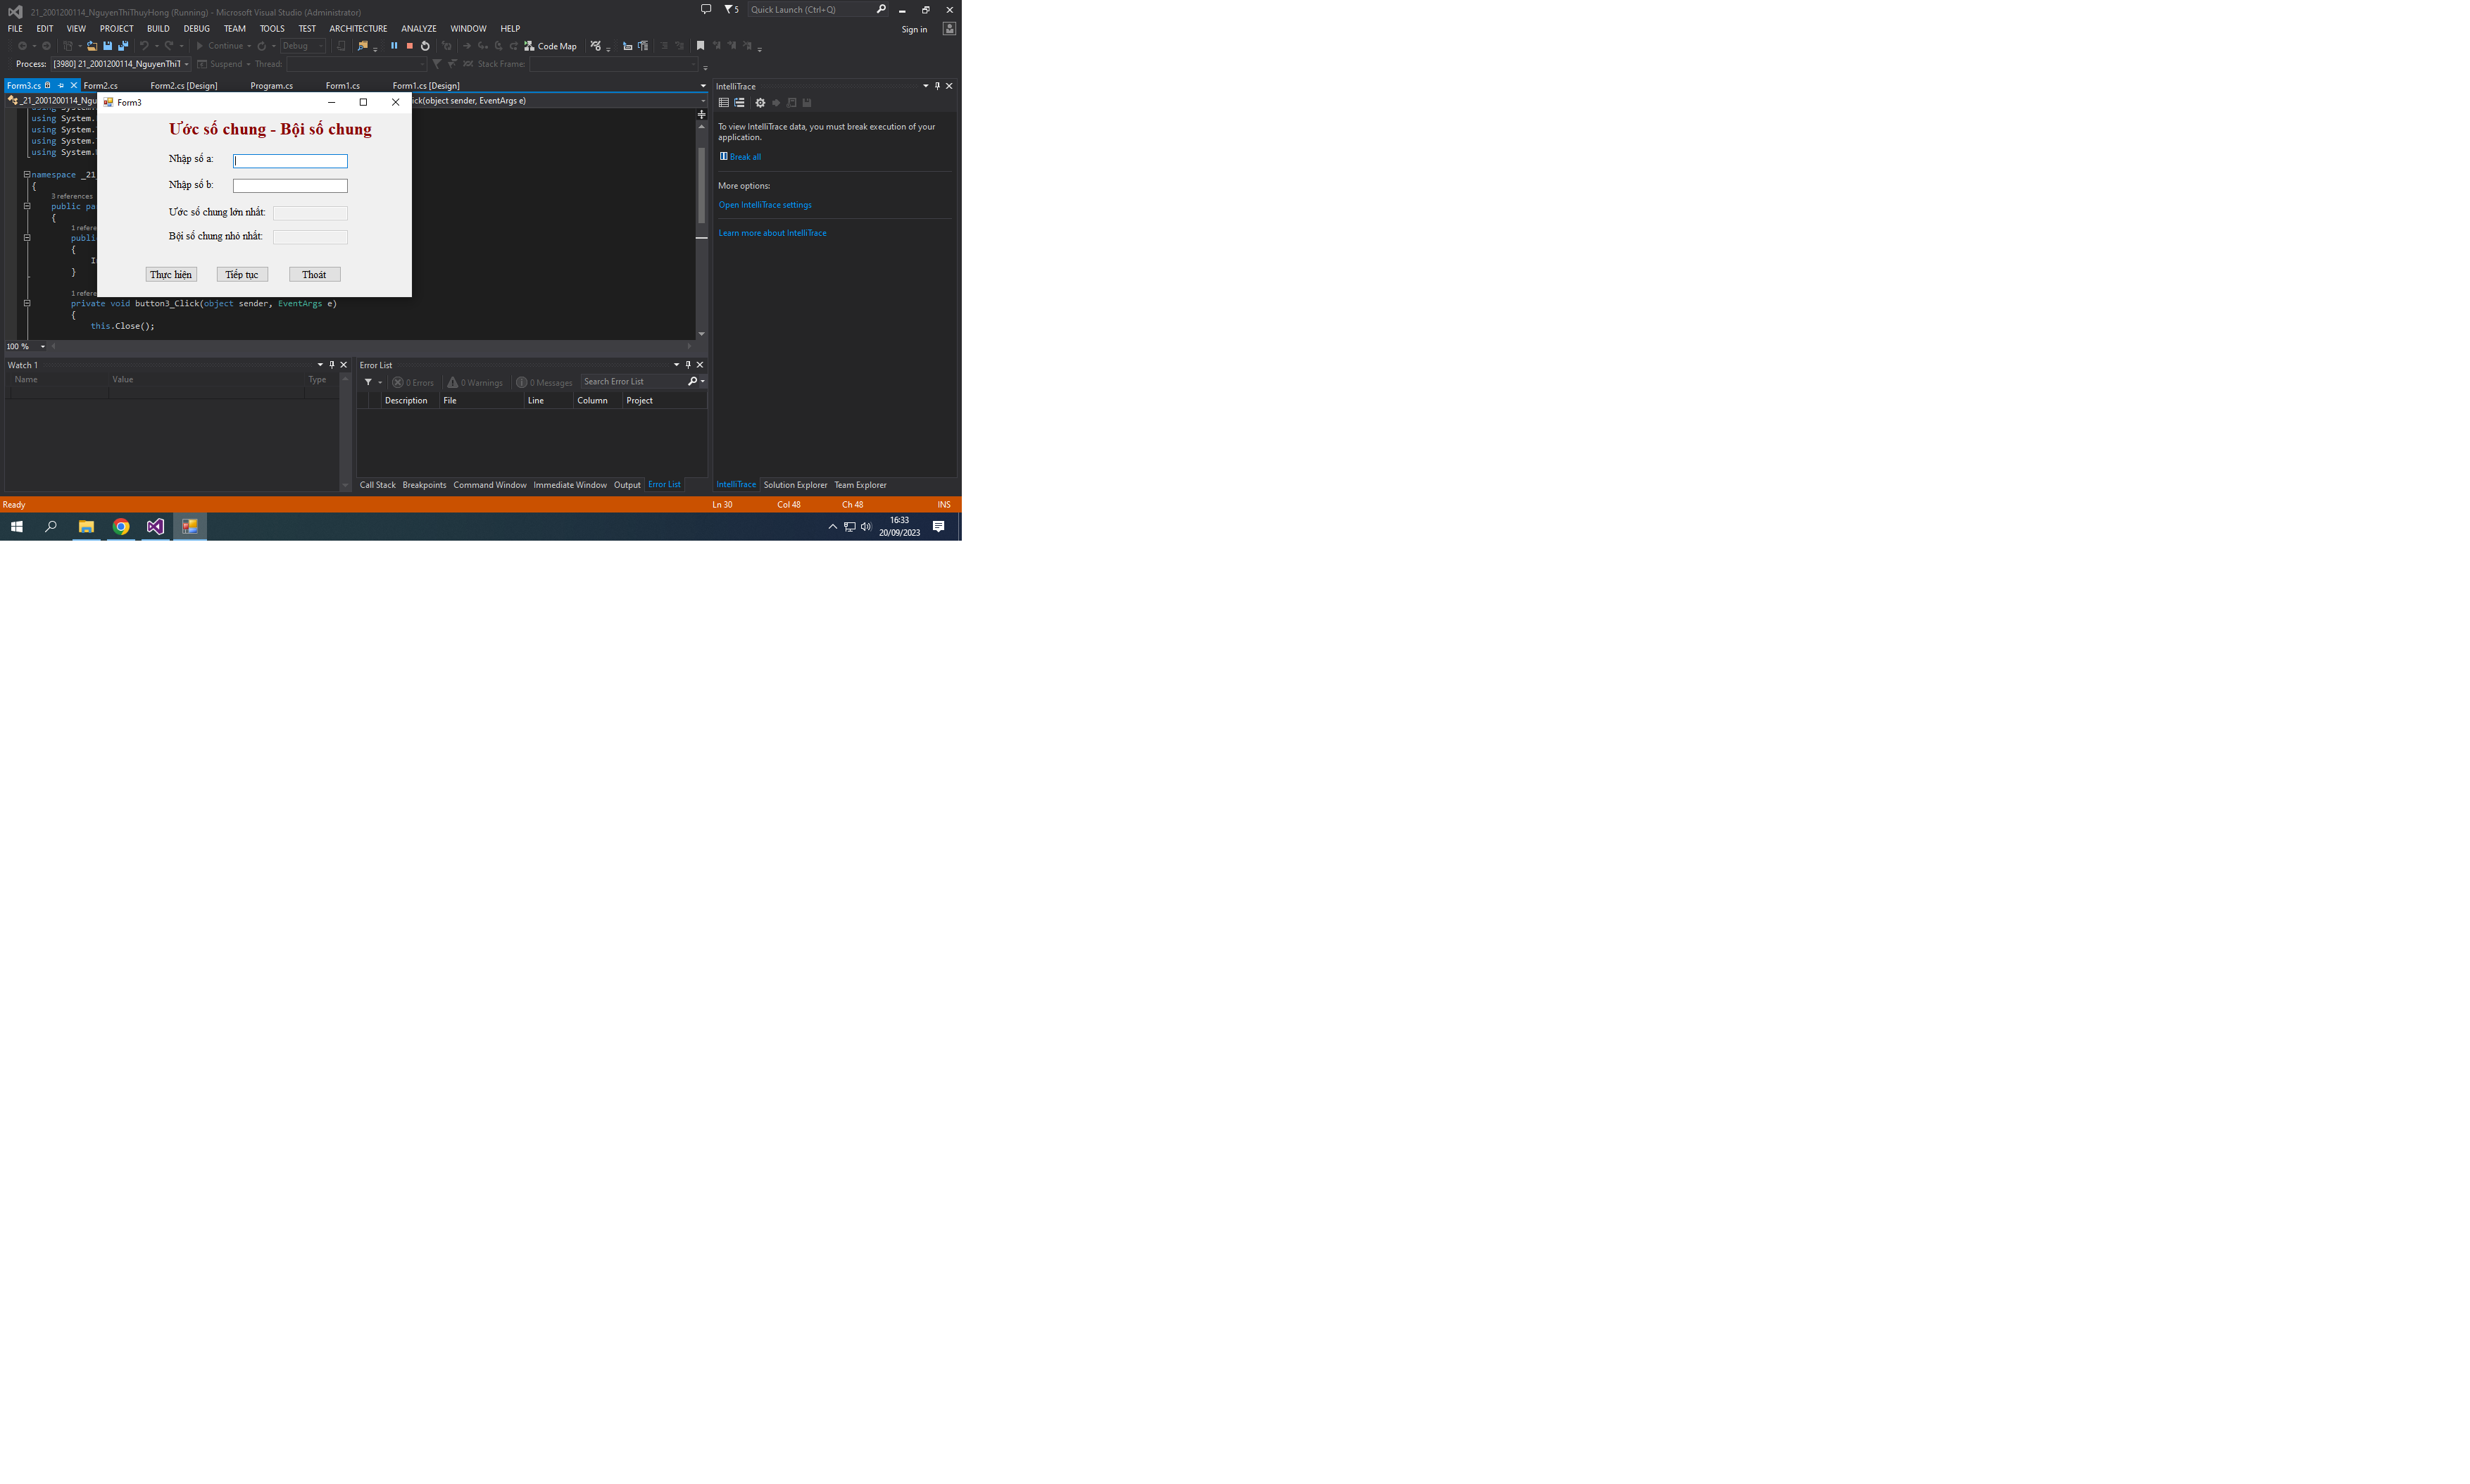 21_2001200114_NguyenThiThuyHong (Running) - Microsoft Visual Studio (Administrator)
5
Quick Launch (Ctrl+Q)
FILE EDIT VIEW PROJECT BUILD DEBUG TEAM TOOLS TEST ARCHITECTURE ANALYZE WINDOW HELP
Sign in
Continue Debug Code Map
Process: [3980] 21_2001200114_NguyenThiT Suspend Thread: Stack Frame:
Form3.cs Form2.cs Form2.cs [Design] Program.cs Form1.cs Form1.cs [Design]
_21_2001200114_Ngu
ick(object sender, EventArgs e)
using System.
using System.
using System.
using System.
namespace _21_
{
3 references
public pa
{
1 refere
publi
{
I
}
1 refere
private void button3_Click(object sender, EventArgs e)
{
this.Close();
100 %
Form3
Ước số chung - Bội số chung
Nhập số a:
Nhập số b:
Ước số chung lớn nhất:
Bội số chung nhỏ nhất:
Thực hiện Tiếp tục Thoát
IntelliTrace
To view IntelliTrace data, you must break execution of your
application.
Break all
More options:
Open IntelliTrace settings
Learn more about IntelliTrace
Watch 1
Name Value Type
Error List
0 Errors 0 Warnings 0 Messages Search Error List
Description File Line Column Project
Call Stack Breakpoints Command Window Immediate Window Output Error List
IntelliTrace Solution Explorer Team Explorer
Ready Ln 30 Col 48 Ch 48 INS
16:33
20/09/2023